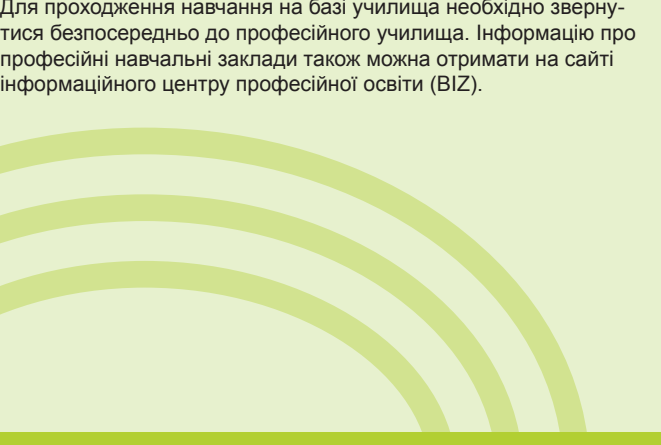 Для проходження навчання на базі училища необхідно зверну-
тися безпосередньо до професійного училища. Інформацію про
професійні навчальні заклади також можна отримати на сайті
інформаційного центру професійної освіти (BIZ).